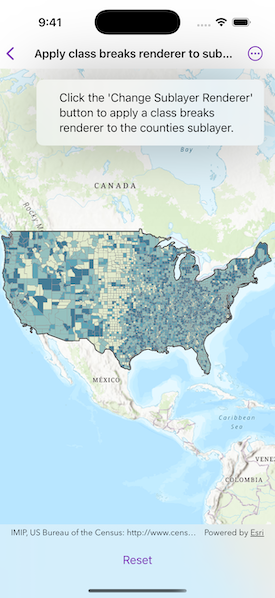 9:41
Apply class breaks renderer to sub...
Click the 'Change Sublayer Renderer'
button to apply a class breaks
renderer to the counties sublayer.
Bay
CANADA
Rocky M
MÉXICO
Caribbean
Sea
VENE
COLOMBIA
IMIP, US Bureau of the Census: http://www.cens... Powered by Esri
Reset